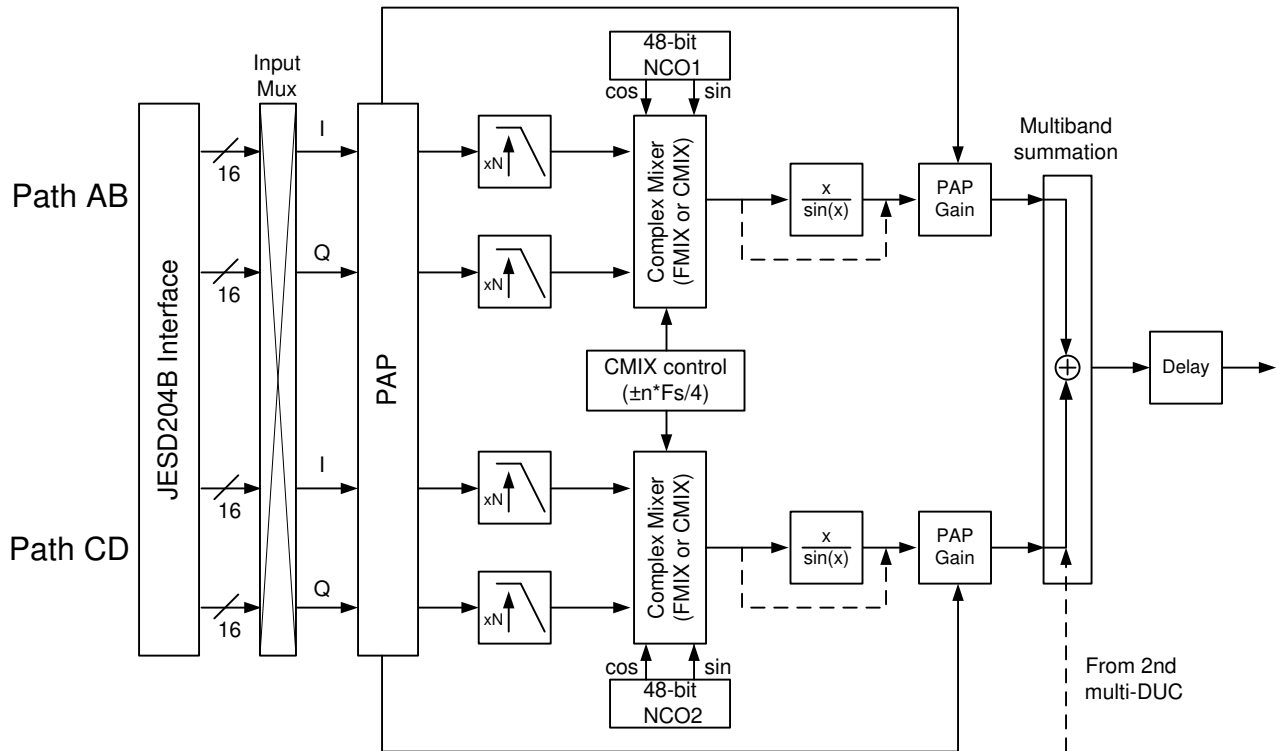 48-bit
NCO1
cos
sin
Input
Mux
I
xN
Complex Mixer
(FMIX or CMIX)
Multiband
summation
16
Path AB
x
sin(x)
PAP
Gain
Q
xN
16
JESD204B Interface
PAP
CMIX control
(±n*Fs/4)
Delay
I
xN
Complex Mixer
(FMIX or CMIX)
16
Path CD
x
sin(x)
PAP
Gain
Q
xN
16
cos
sin
48-bit
NCO2
From 2nd
multi-DUC